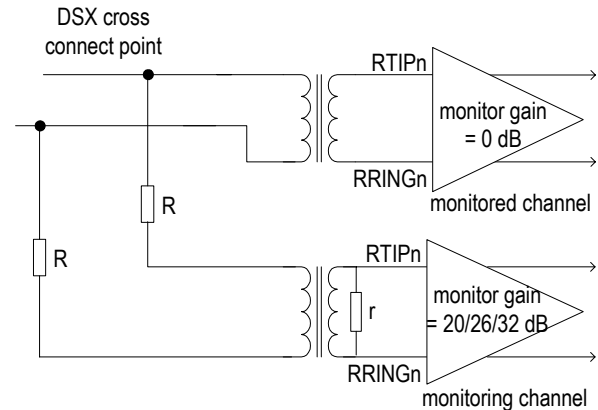 DSX cross
connect point
RTIPn
monitor gain
= 0 dB
RRINGn
monitored channel
R
R
RTIPn
monitor gain
= 20/26/32 dB
r
RRINGn
monitoring channel